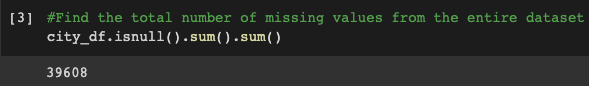 [3] #Find the total number of missing values from the entire dataset
city_df.isnull().sum().sum()
39608